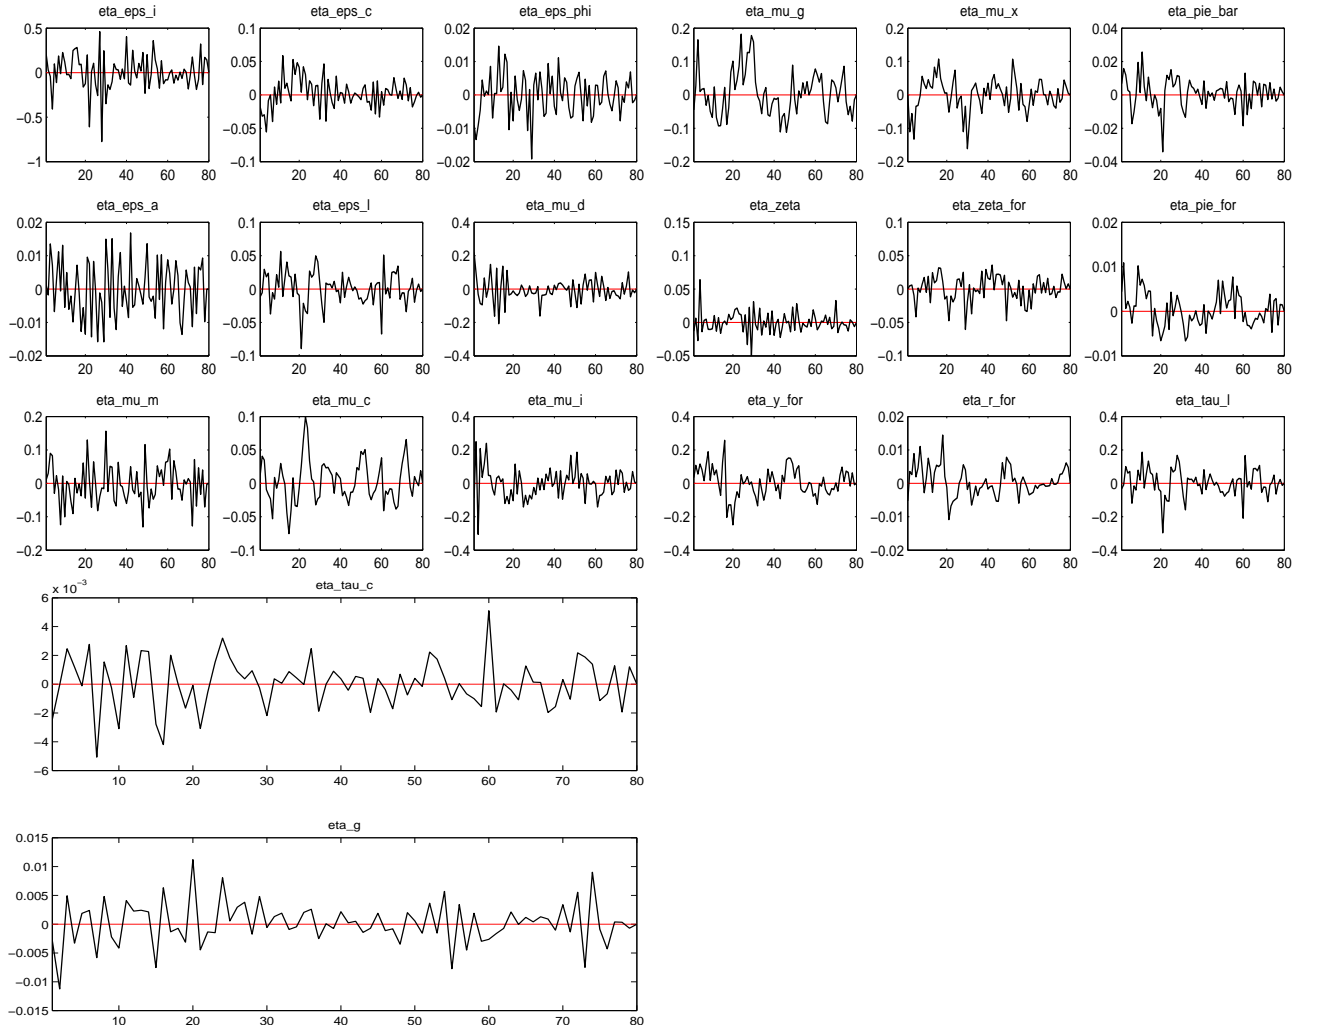 eta_eps_i eta_eps_c eta_eps_phi eta_mu_g eta_mu_x eta_pie_bar
0.5 0.1 0.02 0.2 0.2 0.04
0 0.05 0.01 0.1 0.1 0.02
−0.5 0 0 0 0 0
−0.05 −0.01 −0.1 −0.1 −0.02
−1 −0.1 −0.02 −0.2 −0.2 −0.04
20 40 60 80 20 40 60 80 20 40 60 80 20 40 60 80 20 40 60 80 20 40 60 80
eta_eps_a eta_eps_l eta_mu_d eta_zeta eta_zeta_for eta_pie_for
0.02 0.1 0.4 0.15 0.1 0.02
0.01 0.05 0.2 0.1 0.05 0.01
0 0 0 0.05 0 0
−0.01 −0.05 −0.2 0 −0.05
−0.02 −0.1 −0.4 −0.05 −0.1 −0.01
20 40 60 80 20 40 60 80 20 40 60 80 20 40 60 80 20 40 60 80 20 40 60 80
eta_mu_m eta_mu_c eta_mu_i eta_y_for eta_r_for eta_tau_l
0.2 0.1 0.4 0.4 0.02 0.4
0.1 0.05 0.2 0.2 0.01 0.2
0 0 0 0 0 0
−0.1 −0.05 −0.2 −0.2 −0.01 −0.2
−0.2 −0.1 −0.4 −0.4 −0.02 −0.4
20 40 60 80 20 40 60 80 20 40 60 80 20 40 60 80 20 40 60 80 20 40 60 80
x 10−3 eta_tau_c
6
4
2
0
−2
−4
−6
10 20 30 40 50 60 70 80
eta_g
0.015
0.01
0.005
0
−0.005
−0.01
−0.015
10 20 30 40 50 60 70 80